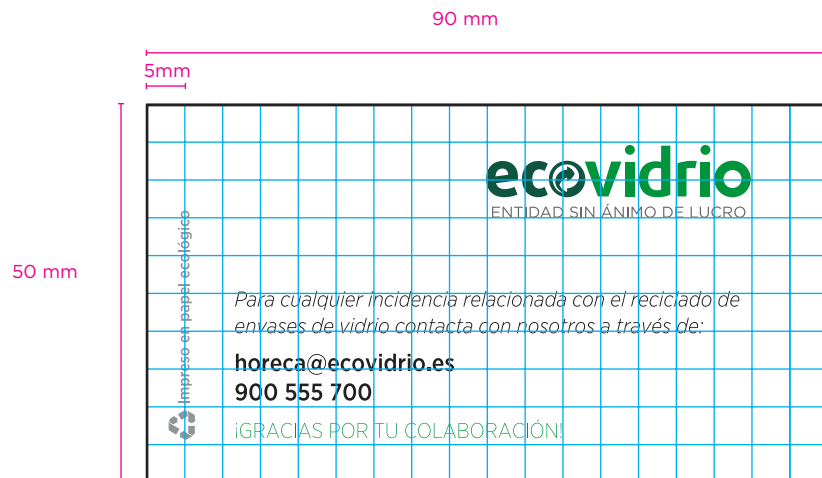 90 mm
5mm
50 mm
ecovidrio
ENTIDAD SIN ÁNIMO DE LUCRO
Impreso en papel ecológico
Para cualquier incidencia relacionada con el reciclado de
envases de vidrio contacta con nosotros a través de:
horeca@ecovidrio.es
900 555 700
¡GRACIAS POR TU COLABORACIÓN!